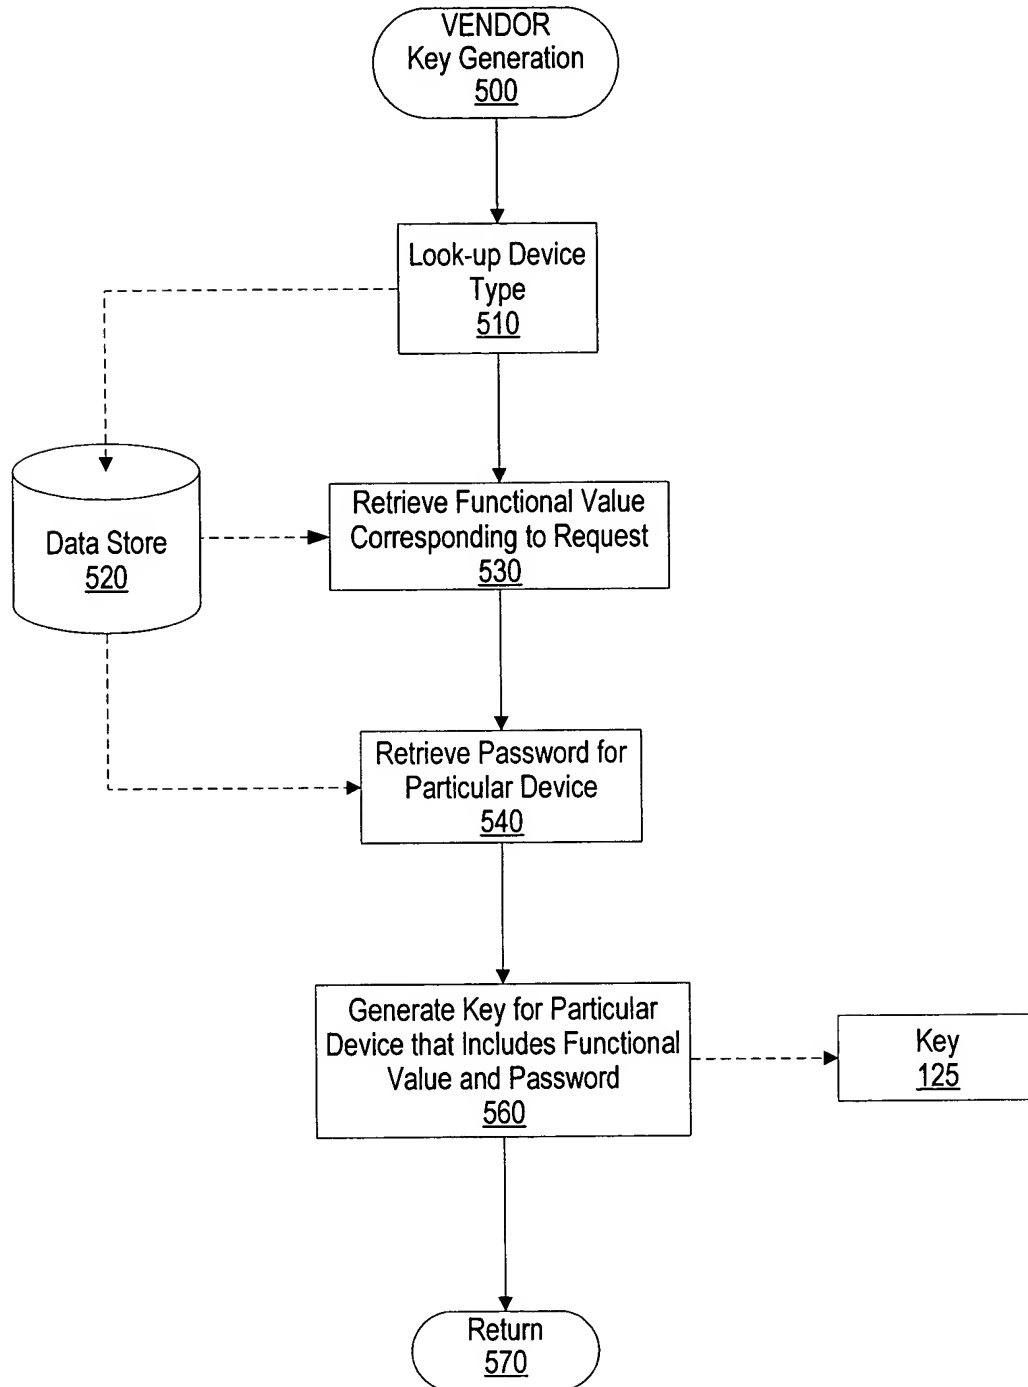 VENDOR
Key Generation
500
Look-up Device
Type
510
Data Store
520
Retrieve Functional Value
Corresponding to Request
530
Retrieve Password for
Particular Device
540
Generate Key for Particular
Device that Includes Functional
Value and Password
560
Key
125
Return
570